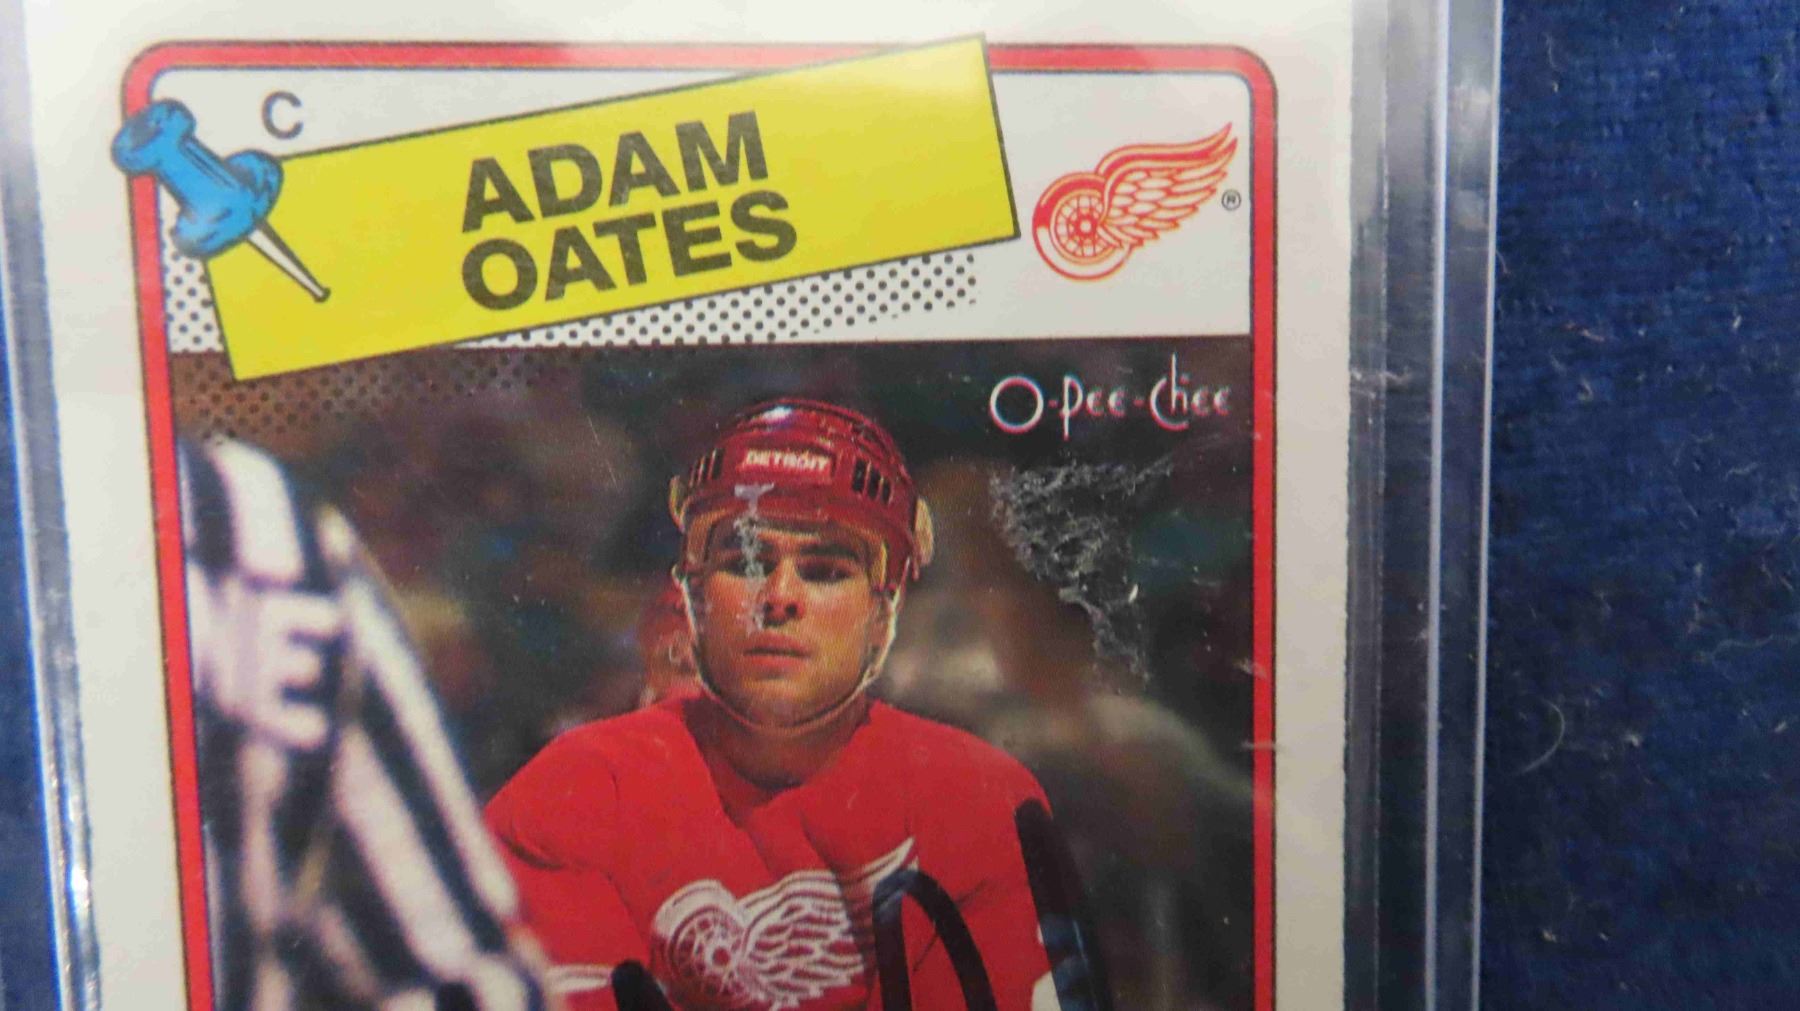 C
ADAM
OATES
®
O-Pee-Chee
DETROIT